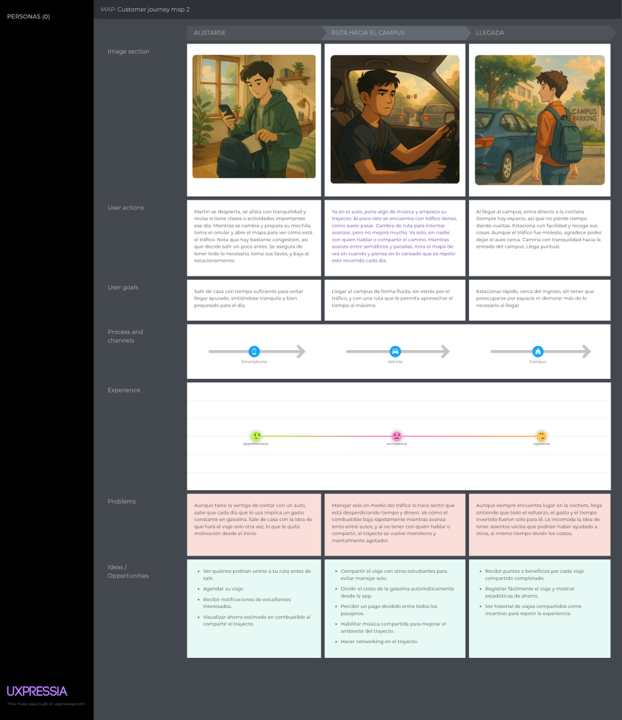 PERSONAS (0)
MAP: Customer journey map 2
ALISTARSE
RUTA HACIA EL CAMPUS
LLEGADA
Image section
CAMPUS
PARKING
User actions
Martín se despierta, se alista con tranquilidad y
revisa si tiene clases o actividades importantes
ese día. Mientras se cambia y prepara su mochila,
toma el celular y abre el mapa para ver cómo está
el tráfico. Nota que hay bastante congestión, así
que decide salir un poco antes. Se asegura de
tener todo lo necesario, toma sus llaves, y baja al
estacionamiento.
Ya en el auto, pone algo de música y empieza su
trayecto. Al poco rato se encuentra con tráfico denso,
como suele pasar. Cambia de ruta para intentar
avanzar, pero no mejora mucho. Va solo, sin nadie
con quien hablar o compartir el camino. Mientras
avanza entre semáforos y paradas, mira el mapa de
vez en cuando y piensa en lo cansado que es repetir
este recorrido cada día.
Al llegar al campus, entra directo a la cochera.
Siempre hay espacio, así que no pierde tiempo
dando vueltas. Estaciona con facilidad y recoge sus
cosas. Aunque el tráfico fue molesto, agradece poder
dejar el auto cerca. Camina con tranquilidad hacia la
entrada del campus. Llega puntual.
User goals
Salir de casa con tiempo suficiente para evitar
llegar apurado, sintiéndose tranquilo y bien
preparado para el día.
Llegar al campus de forma fluida, sin estrés por el
tráfico, y con una ruta que le permita aprovechar el
tiempo al máximo.
Estacionar rápido, cerca del ingreso, sin tener que
preocuparse por espacio ni demorar más de lo
necesario al llegar.
Process and
channels
Smartphone
Vehicle
Campus
Experience
apprehension
annoyance
vigilance
Problems
Aunque tiene la ventaja de contar con un auto,
sabe que cada día que lo usa implica un gasto
constante en gasolina. Sale de casa con la idea de
que hará el viaje solo otra vez, lo que le quita
motivación desde el inicio.
Manejar solo en medio del tráfico lo hace sentir que
está desperdiciando tiempo y dinero. Ve cómo el
combustible baja rápidamente mientras avanza
lento entre autos, y al no tener con quién hablar o
compartir, el trayecto se vuelve monótono y
mentalmente agotador.
Aunque siempre encuentra lugar en la cochera, llega
sintiendo que todo el esfuerzo, el gasto y el tiempo
invertido fueron solo para él. Le incomoda la idea de
tener asientos vacíos que podrían haber ayudado a
otros, al mismo tiempo dividir los costos.
Ideas /
Opportunities
• Ver quiénes podrían unirse a su ruta antes de
salir.
• Agendar su viaje.
• Recibir notificaciones de estudiantes
interesados.
• Visualizar ahorro estimado en combustible al
compartir el trayecto.
• Compartir el viaje con otros estudiantes para
evitar manejar solo.
• Dividir el costo de la gasolina automáticamente
desde la app.
• Percibir un pago dividido entre todos los
pasajeros.
• Habilitar música compartida para mejorar el
ambiente del trayecto.
• Hacer networking en el trayecto.
• Recibir puntos o beneficios por cada viaje
compartido completado.
• Registrar fácilmente el viaje y mostrar
estadísticas de ahorro.
• Ver historial de viajes compartidos como
incentivo para repetir la experiencia.
UXPRESSIA
This map was built in uxpressia.com